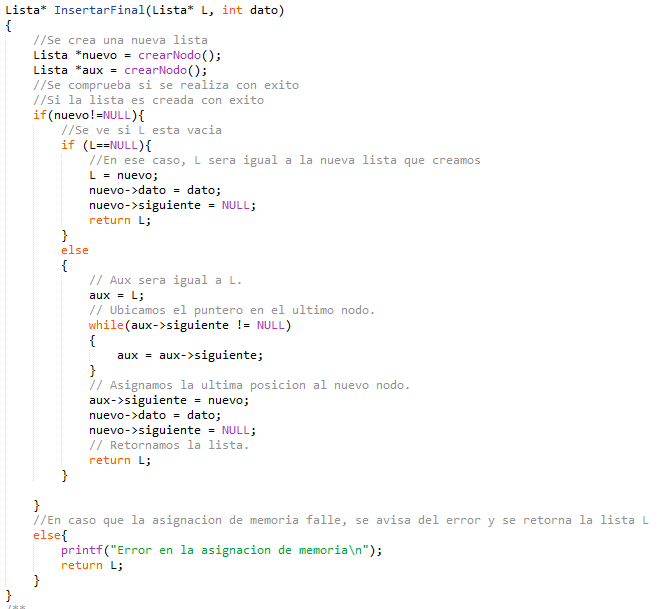 Lista* InsertarFinal(Lista* L, int dato)
{
    //Se crea una nueva lista
    Lista *nuevo = crearNodo();
    Lista *aux = crearNodo();
    //Se comprueba si se realiza con exito
    //Si la lista es creada con exito
    if(nuevo!=NULL){
        //Se ve si L esta vacia
        if (L==NULL){
            //En ese caso, L sera igual a la nueva lista que creamos
            L = nuevo;
            nuevo->dato = dato;
            nuevo->siguiente = NULL;
            return L;
        }
        else
        {
            // Aux sera igual a L.
            aux = L;
            // Ubicamos el puntero en el ultimo nodo.
            while(aux->siguiente != NULL)
            {
                aux = aux->siguiente;
            }
            // Asignamos la ultima posicion al nuevo nodo.
            aux->siguiente = nuevo;
            nuevo->dato = dato;
            nuevo->siguiente = NULL;
            // Retornamos la lista.
            return L;
        }

    }
    //En caso que la asignacion de memoria falle, se avisa del error y se retorna la lista L
    else{
        printf("Error en la asignacion de memoria\n");
        return L;
    }
}
/**